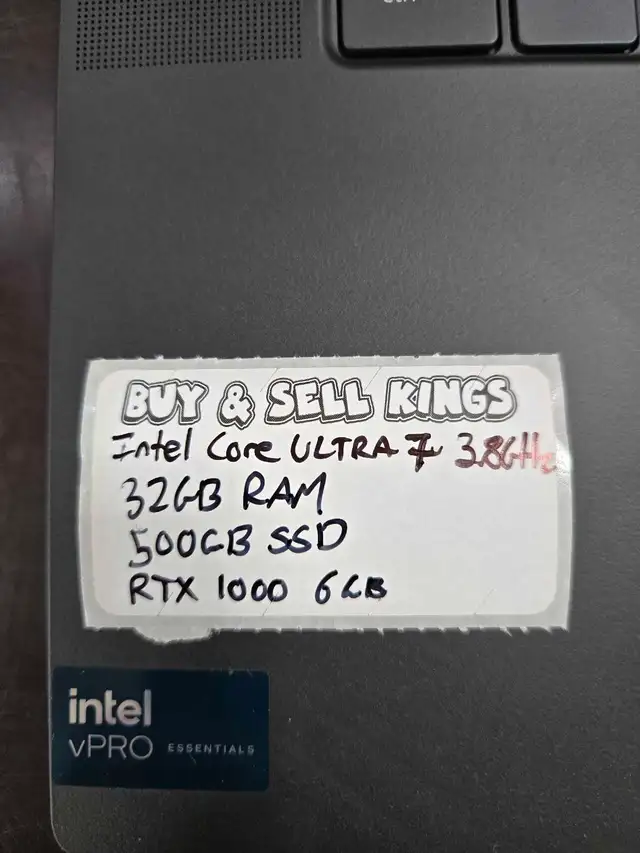 Ctrl
BUY & SELL KINGS
Intel Core ULTRA 7 3.8GHz
32GB RAM
500GB SSD
RTX 1000 6GB
intel
vPRO ESSENTIALS